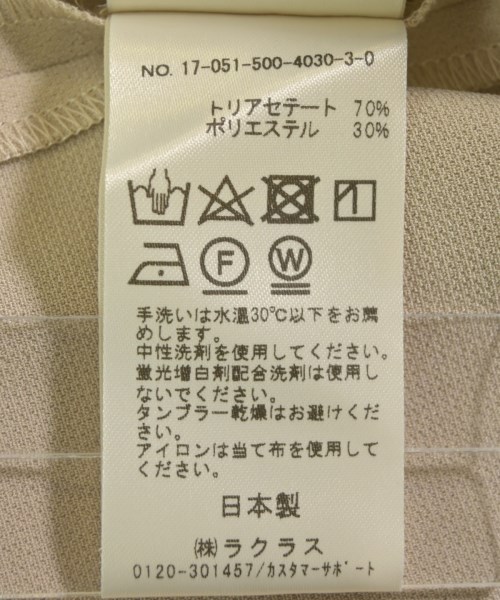 NO. 17-051-500-4030-3-0
トリアセテート 70%
ポリエステル 30%
F W
手洗いは水温30℃以下をお薦
めします。
中性洗剤を使用してください。
蛍光増白剤配合洗剤は使用し
ないでください。
タンブラー乾燥はお避けくだ
さい。
アイロンは当て布を使用して
ください。
日本製
㈱ラクラス
0120-301457/カスタマーサポート